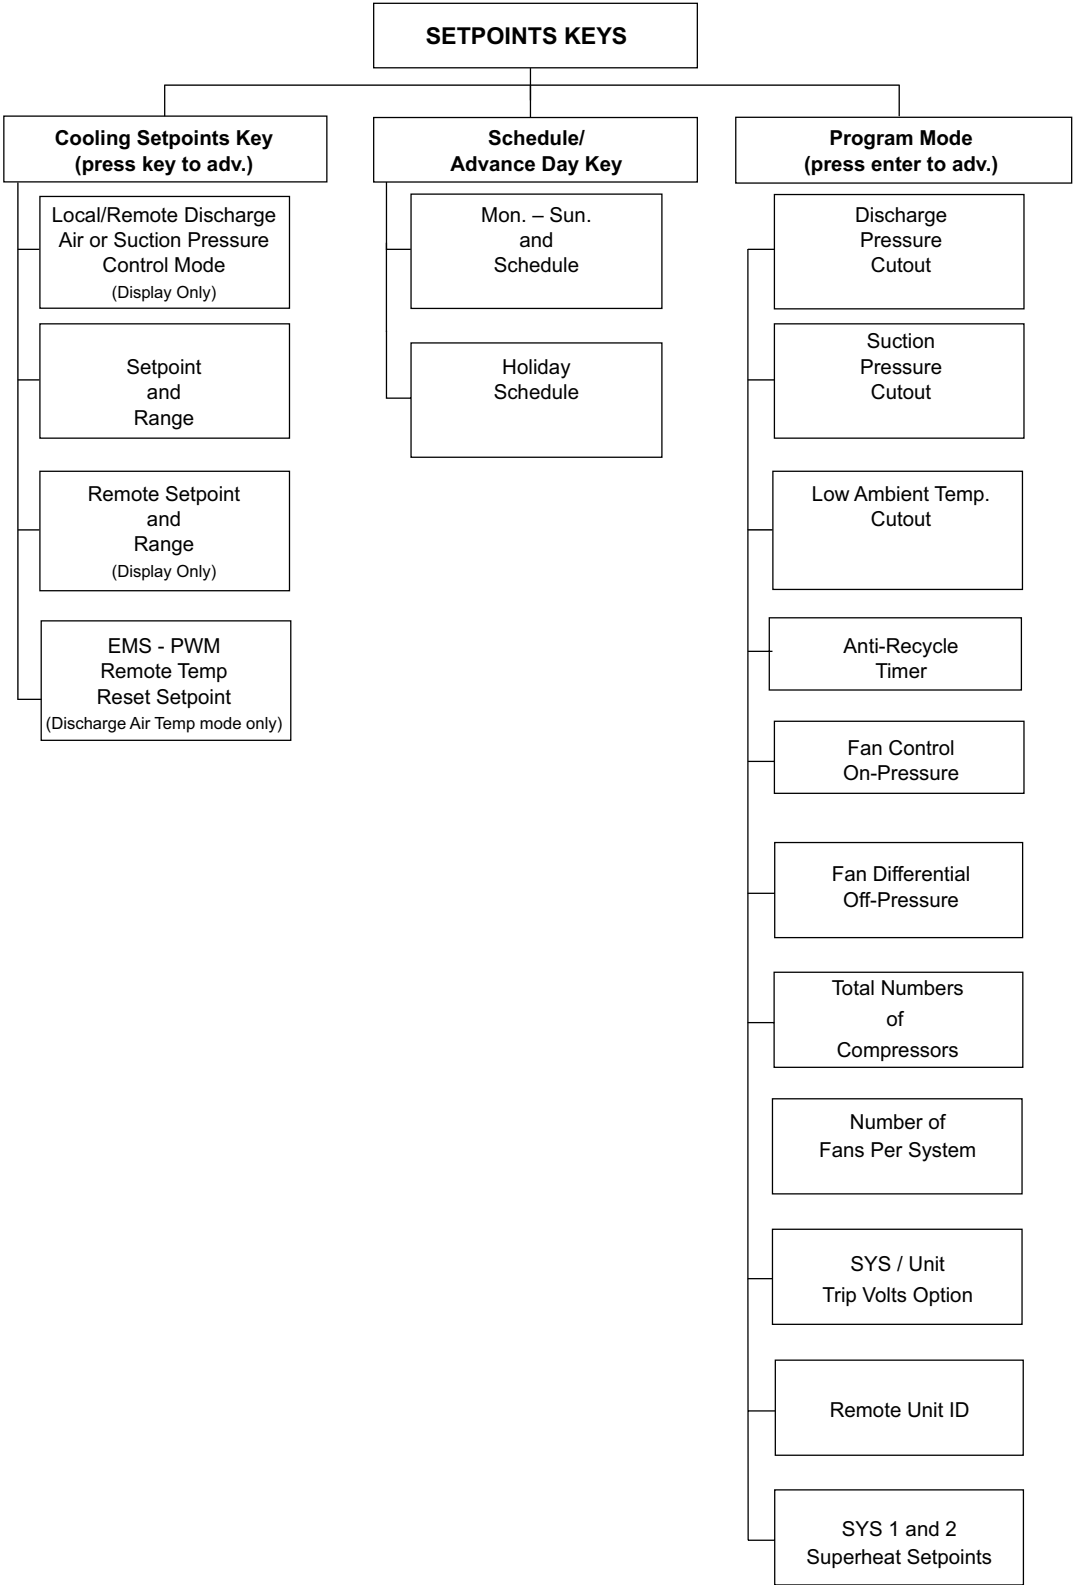 SETPOINTS KEYS
Cooling Setpoints Key
(press key to adv.)
Local/Remote Discharge
Air or Suction Pressure
Control Mode
(Display Only)
Setpoint
and
Range
Remote Setpoint
and
Range
(Display Only)
EMS - PWM
Remote Temp
Reset Setpoint
(Discharge Air Temp mode only)
Schedule/
Advance Day Key
Mon. – Sun.
and
Schedule
Holiday
Schedule
Program Mode
(press enter to adv.)
Discharge
Pressure
Cutout
Suction
Pressure
Cutout
Low Ambient Temp.
Cutout
Anti-Recycle
Timer
Fan Control
On-Pressure
Fan Differential
Off-Pressure
Total Numbers
of
Compressors
Number of
Fans Per System
SYS / Unit
Trip Volts Option
Remote Unit ID
SYS 1 and 2
Superheat Setpoints